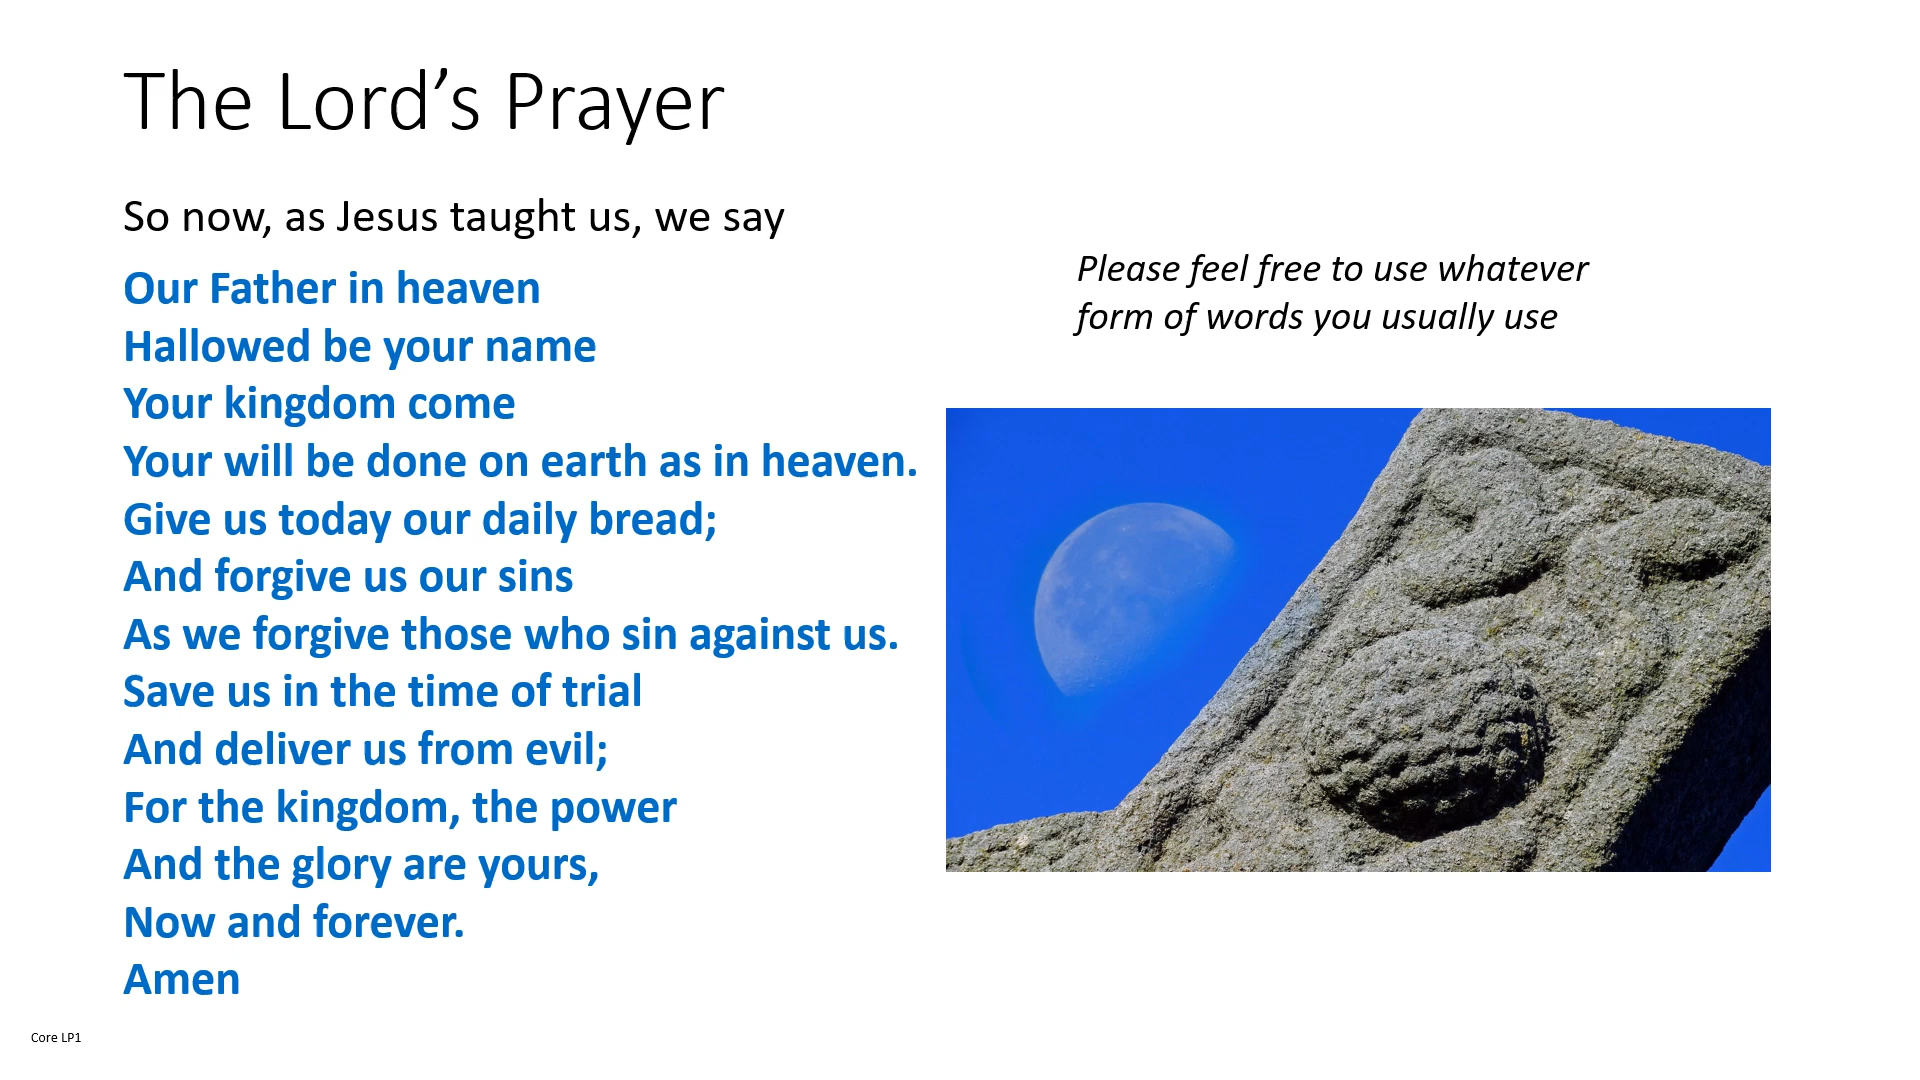 The Lord’s Prayer
So now, as Jesus taught us, we say
Our Father in heaven
Hallowed be your name
Your kingdom come
Your will be done on earth as in heaven.
Give us today our daily bread;
And forgive us our sins
As we forgive those who sin against us.
Save us in the time of trial
And deliver us from evil;
For the kingdom, the power
And the glory are yours,
Now and forever.
Amen
Please feel free to use whatever
form of words you usually use
Core LP1